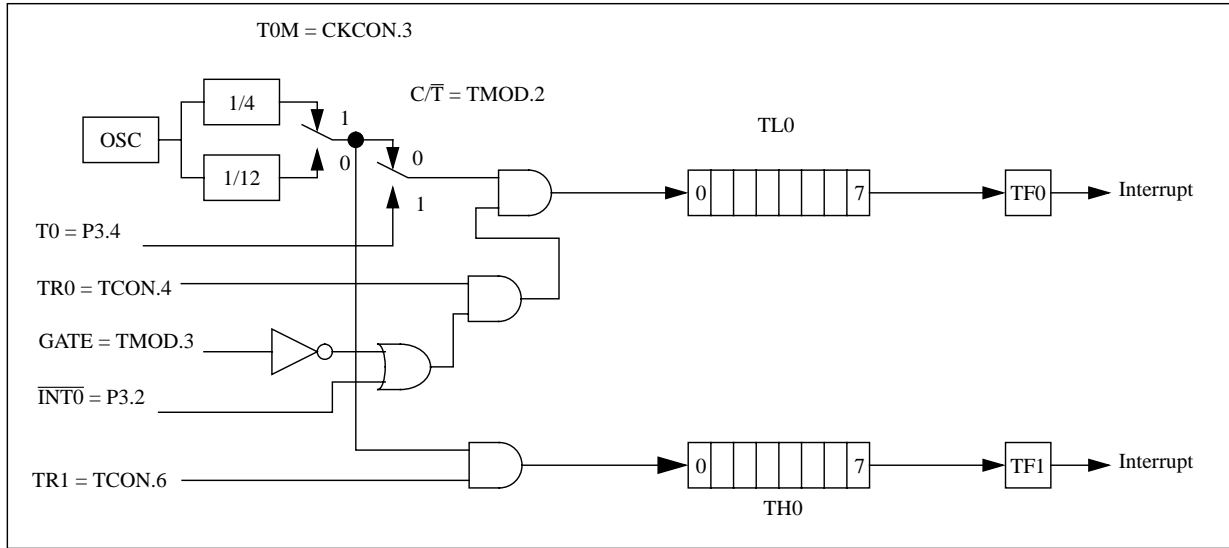 T0M = CKCON.3
1/4
C/T̅ = TMOD.2
OSC
1
TL0
0
0
1/12
0
7
TF0
Interrupt
1
T0 = P3.4
TR0 = TCON.4
GATE = TMOD.3
I̅N̅T̅0̅ = P3.2
0
7
TF1
Interrupt
TR1 = TCON.6
TH0